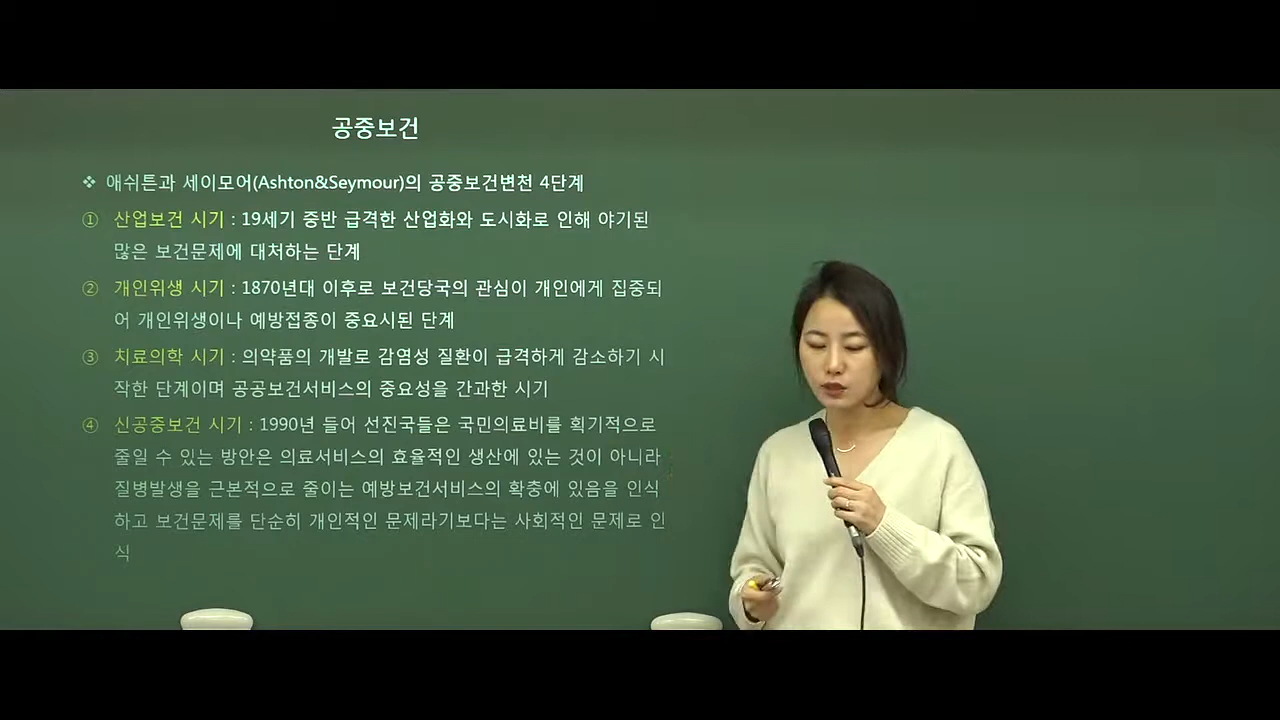 공중보건
❖ 애쉬튼과 세이모어(Ashton&Seymour)의 공중보건변천 4단계
① 산업보건 시기 : 19세기 중반 급격한 산업화와 도시화로 인해 야기된
많은 보건문제에 대처하는 단계
② 개인위생 시기 : 1870년대 이후로 보건당국의 관심이 개인에게 집중되
어 개인위생이나 예방접종이 중요시된 단계
③ 치료의학 시기 : 의약품의 개발로 감염성 질환이 급격하게 감소하기 시
작한 단계이며 공공보건서비스의 중요성을 간과한 시기
④ 신공중보건 시기 : 1990년 들어 선진국들은 국민의료비를 획기적으로
줄일 수 있는 방안은 의료서비스의 효율적인 생산에 있는 것이 아니라
질병발생을 근본적으로 줄이는 예방보건서비스의 확충에 있음을 인식
하고 보건문제를 단순히 개인적인 문제라기보다는 사회적인 문제로 인
식